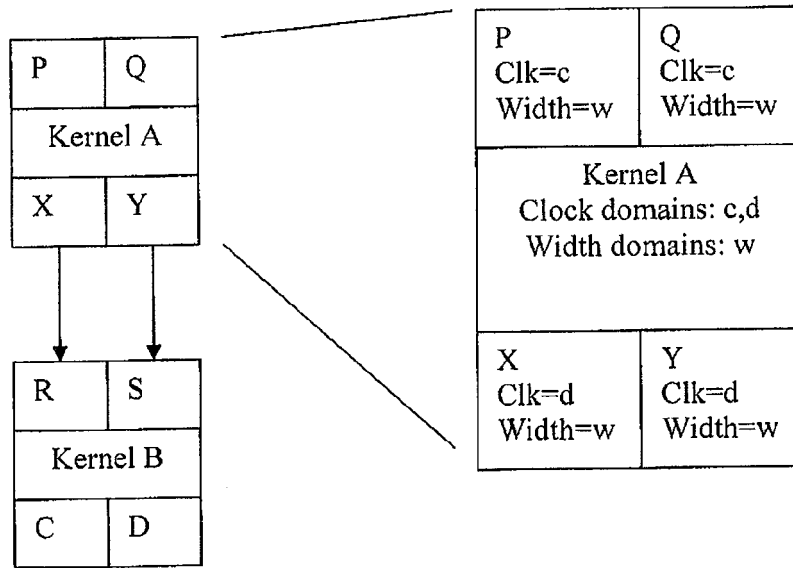 P Q
Kernel A
X Y
R S
Kernel B
C D
P Q
Clk=c Clk=c
Width=w Width=w
Kernel A
Clock domains: c,d
Width domains: w
X Y
Clk=d Clk=d
Width=w Width=w